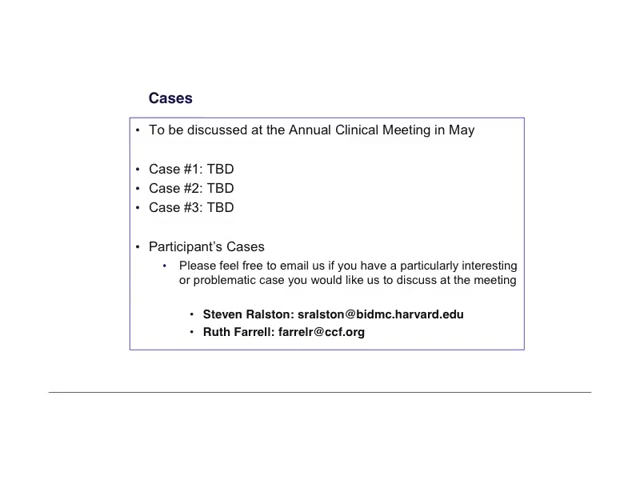 Cases
• To be discussed at the Annual Clinical Meeting in May
• Case #1: TBD
• Case #2: TBD
• Case #3: TBD
• Participant's Cases
• Please feel free to email us if you have a particularly interesting
or problematic case you would like us to discuss at the meeting
• Steven Ralston: sralston@bidmc.harvard.edu
• Ruth Farrell: farrelr@ccf.org